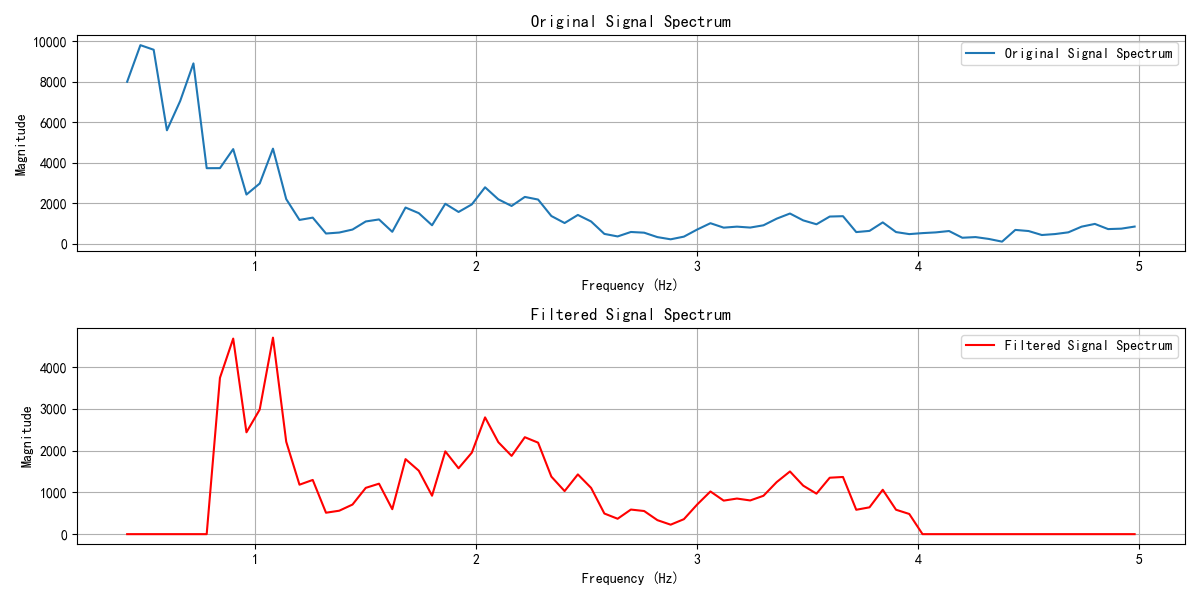 Original Signal Spectrum
Original Signal Spectrum
Magnitude
10000
8000
6000
4000
2000
0
1 2 3 4 5
Frequency (Hz)
Filtered Signal Spectrum
Filtered Signal Spectrum
Magnitude
4000
3000
2000
1000
0
1 2 3 4 5
Frequency (Hz)